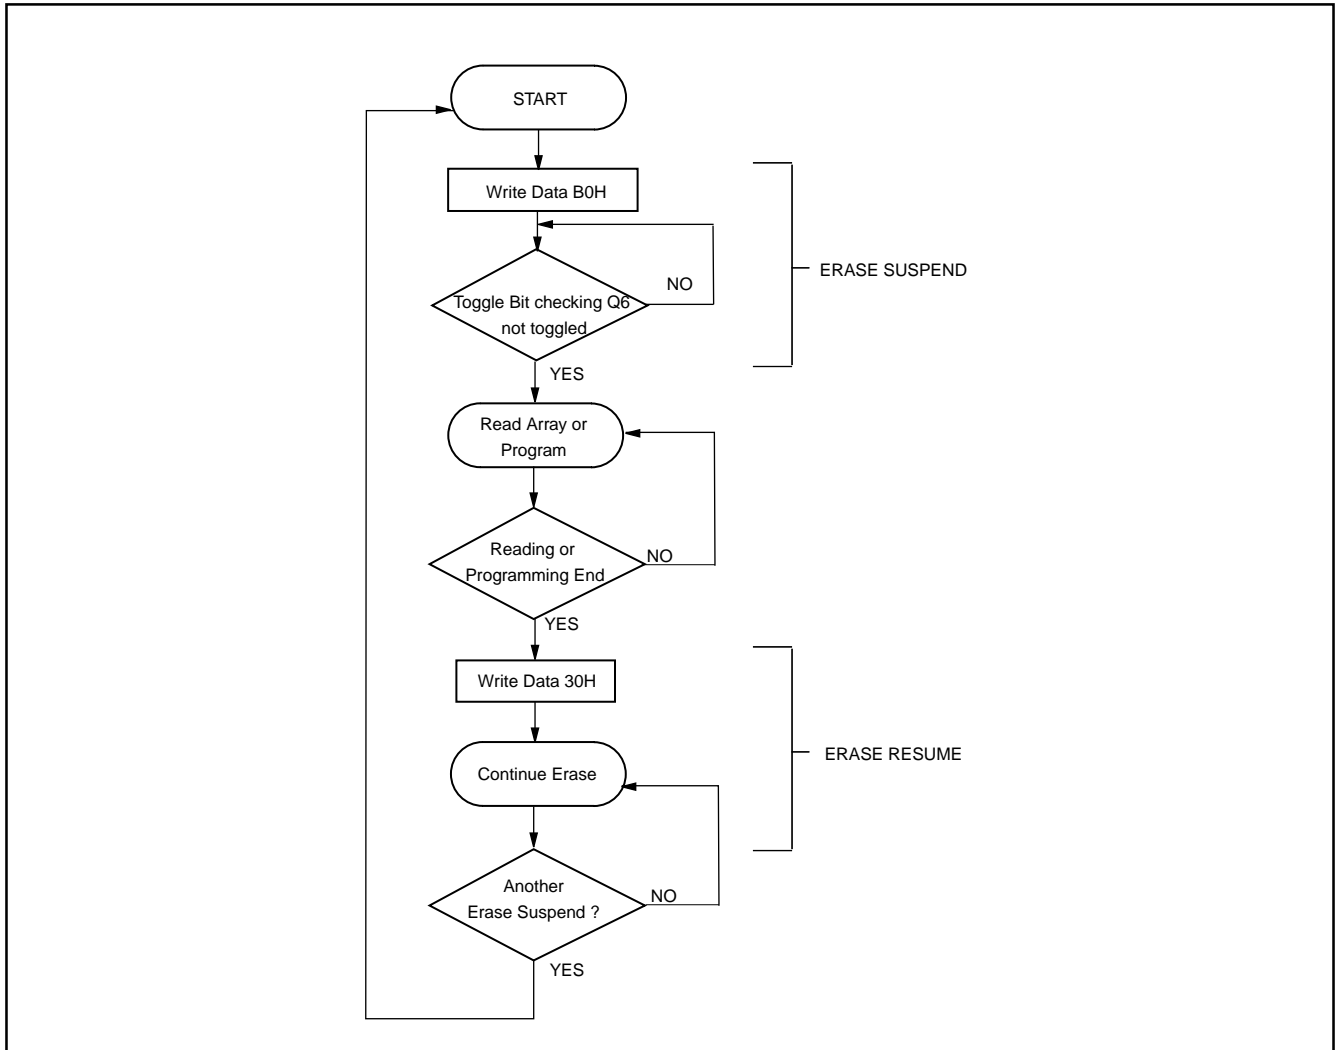 START
Write Data B0H
ERASE SUSPEND
NO
Toggle Bit checking Q6
not toggled
YES
Read Array or
Program
Reading or
NO
Programming End
YES
Write Data 30H
ERASE RESUME
Continue Erase
Another
NO
Erase Suspend ?
YES